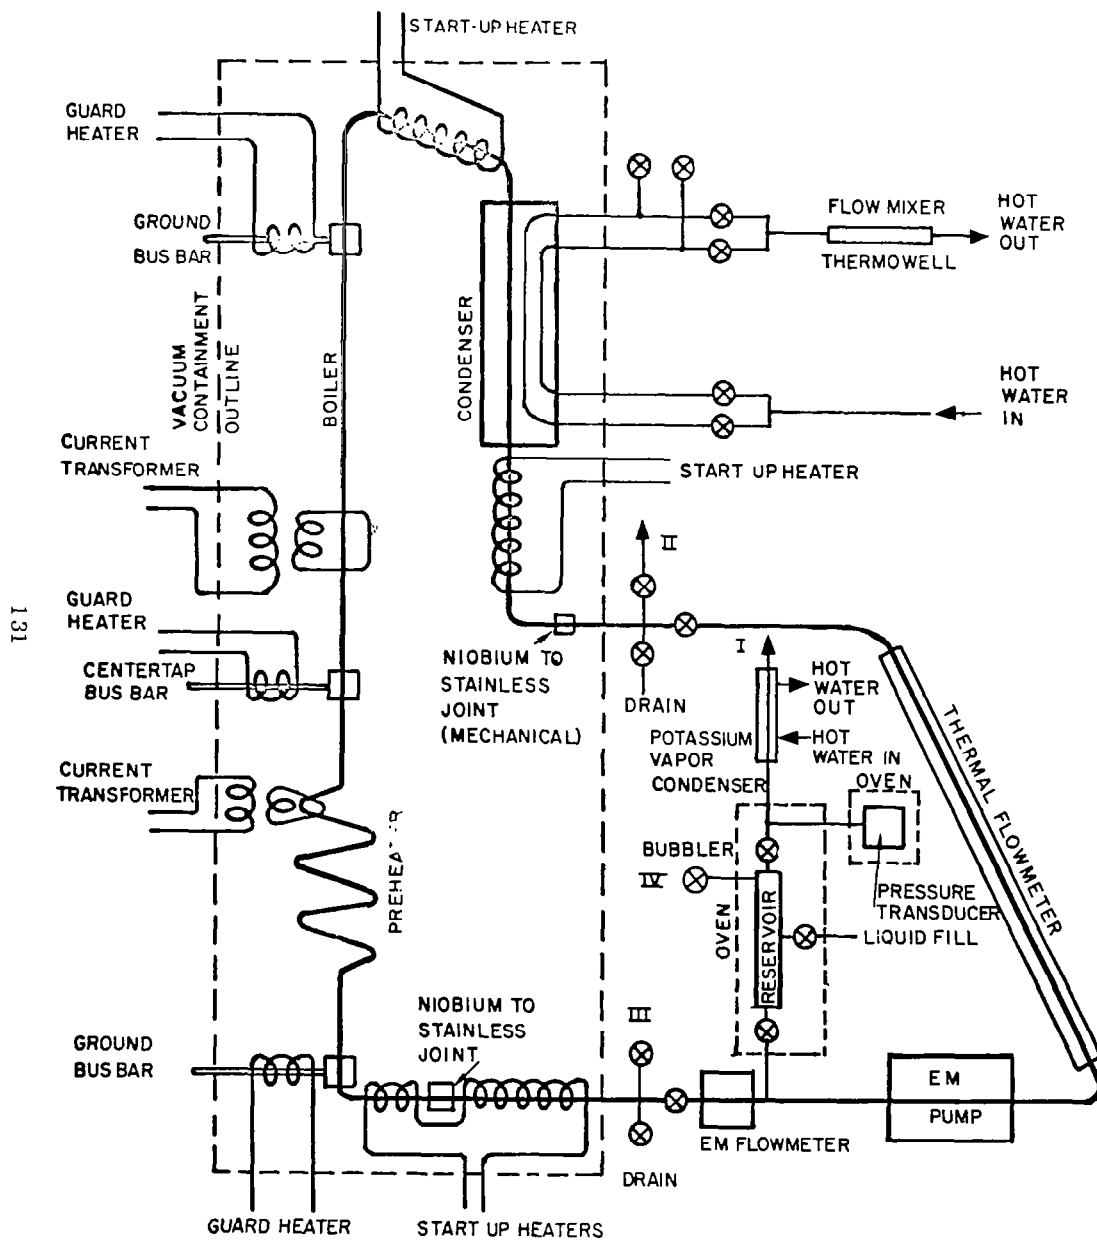 START-UP HEATER
GUARD
HEATER
GROUND
BUS BAR
VACUUM
CONTAINMENT
OUTLINE
BOILER
CONDENSER
FLOW MIXER
THERMOWELL
HOT
WATER
OUT
HOT
WATER
IN
CURRENT
TRANSFORMER
START UP HEATER
II
GUARD
HEATER
CENTERTAP
BUS BAR
NIOBIUM TO
STAINLESS
JOINT
(MECHANICAL)
DRAIN
I
HOT
WATER
OUT
POTASSIUM
VAPOR
CONDENSER
HOT
WATER IN
OVEN
THERMAL FLOWMETER
CURRENT
TRANSFORMER
PREHEATER
BUBBLER
IV
OVEN
RESERVOIR
PRESSURE
TRANSDUCER
LIQUID FILL
NIOBIUM TO
STAINLESS
JOINT
III
GROUND
BUS BAR
EM
PUMP
EM FLOWMETER
DRAIN
GUARD HEATER
START UP HEATERS
131